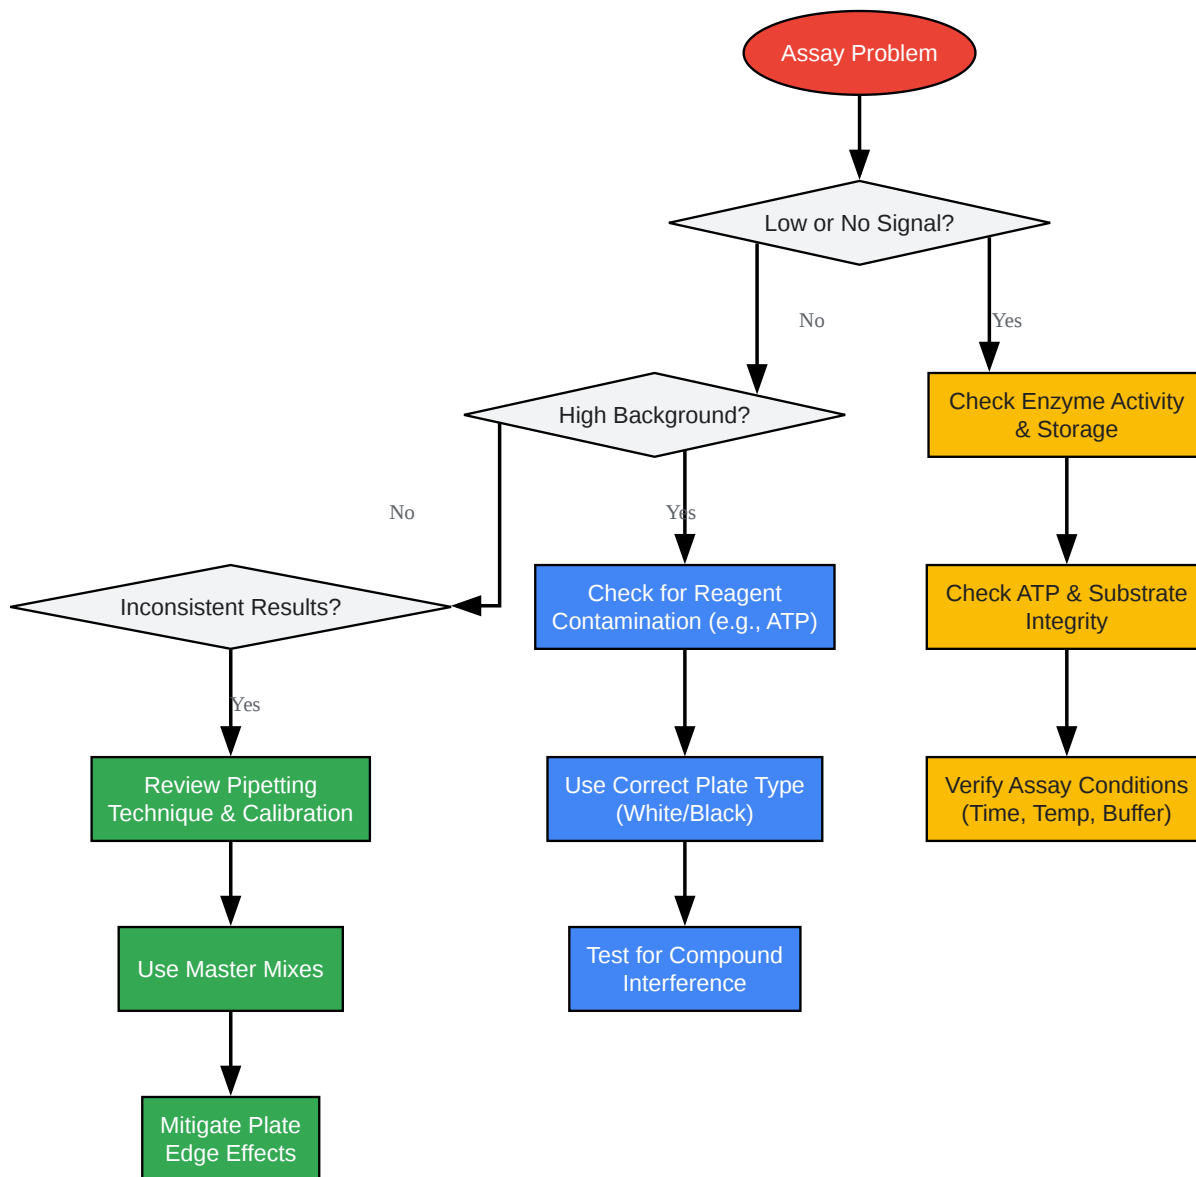 Assay Problem
Low or No Signal?
No
Yes
High Background?
Check Enzyme Activity
& Storage
No
Yes
Inconsistent Results?
Check for Reagent
Contamination (e.g., ATP)
Check ATP & Substrate
Integrity
Yes
Review Pipetting
Technique & Calibration
Use Correct Plate Type
(White/Black)
Verify Assay Conditions
(Time, Temp, Buffer)
Use Master Mixes
Test for Compound
Interference
Mitigate Plate
Edge Effects